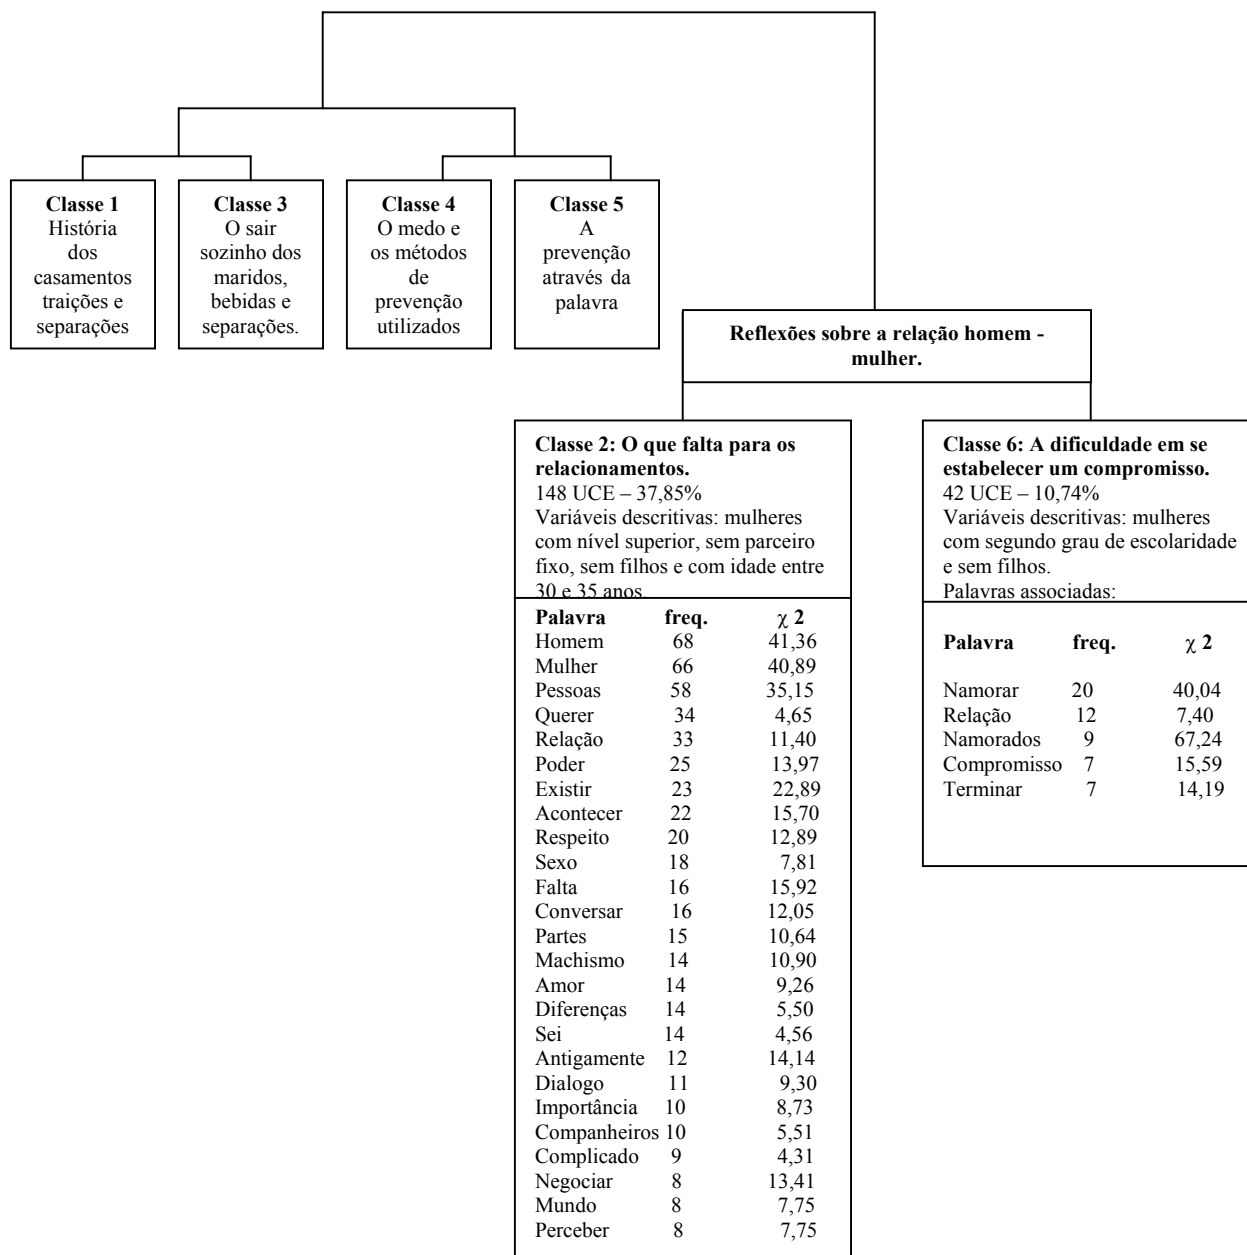 Classe 1
História
dos
casamentos
traições e
separações
Classe 3
O sair
sozinho dos
maridos,
bebidas e
separações.
Classe 4
O medo e
os métodos
de
prevenção
utilizados
Classe 5
A
prevenção
através da
palavra
Reflexões sobre a relação homem -
mulher.
Classe 2: O que falta para os
relacionamentos.
148 UCE – 37,85%
Variáveis descritivas: mulheres
com nível superior, sem parceiro
fixo, sem filhos e com idade entre
30 e 35 anos.
Palavra freq. χ 2
Homem 68 41,36
Mulher 66 40,89
Pessoas 58 35,15
Querer 34 4,65
Relação 33 11,40
Poder 25 13,97
Existir 23 22,89
Acontecer 22 15,70
Respeito 20 12,89
Sexo 18 7,81
Falta 16 15,92
Conversar 16 12,05
Partes 15 10,64
Machismo 14 10,90
Amor 14 9,26
Diferenças 14 5,50
Sei 14 4,56
Antigamente 12 14,14
Dialogo 11 9,30
Importância 10 8,73
Companheiros 10 5,51
Complicado 9 4,31
Negociar 8 13,41
Mundo 8 7,75
Perceber 8 7,75
Classe 6: A dificuldade em se
estabelecer um compromisso.
42 UCE – 10,74%
Variáveis descritivas: mulheres
com segundo grau de escolaridade
e sem filhos.
Palavras associadas:
Palavra freq. χ 2
Namorar 20 40,04
Relação 12 7,40
Namorados 9 67,24
Compromisso 7 15,59
Terminar 7 14,19